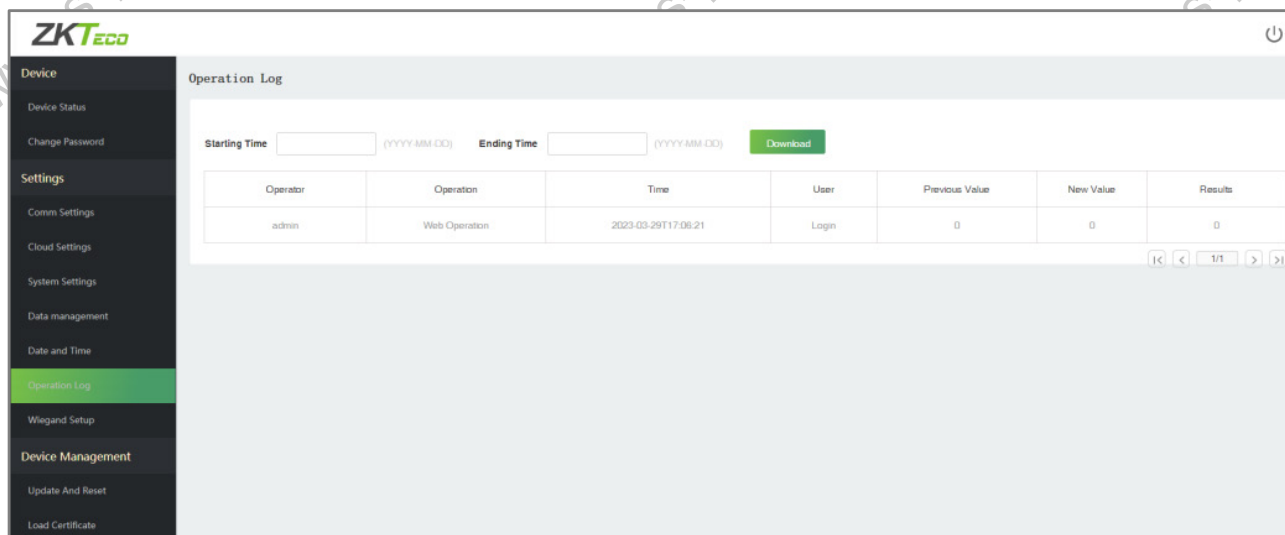 ZKTeco
Device
Device Status
Change Password
Settings
Comm Settings
Cloud Settings
System Settings
Data management
Date and Time
Operation Log
Wiegand Setup
Device Management
Update And Reset
Load Certificate
Operation Log
Starting Time (YYYY-MM-DD) Ending Time (YYYY-MM-DD) Download
Operator Operation Time User Previous Value New Value Results
admin Web Operation 2023-03-29T17:06:21 Login 0 0 0
|< < 1/1 > >|